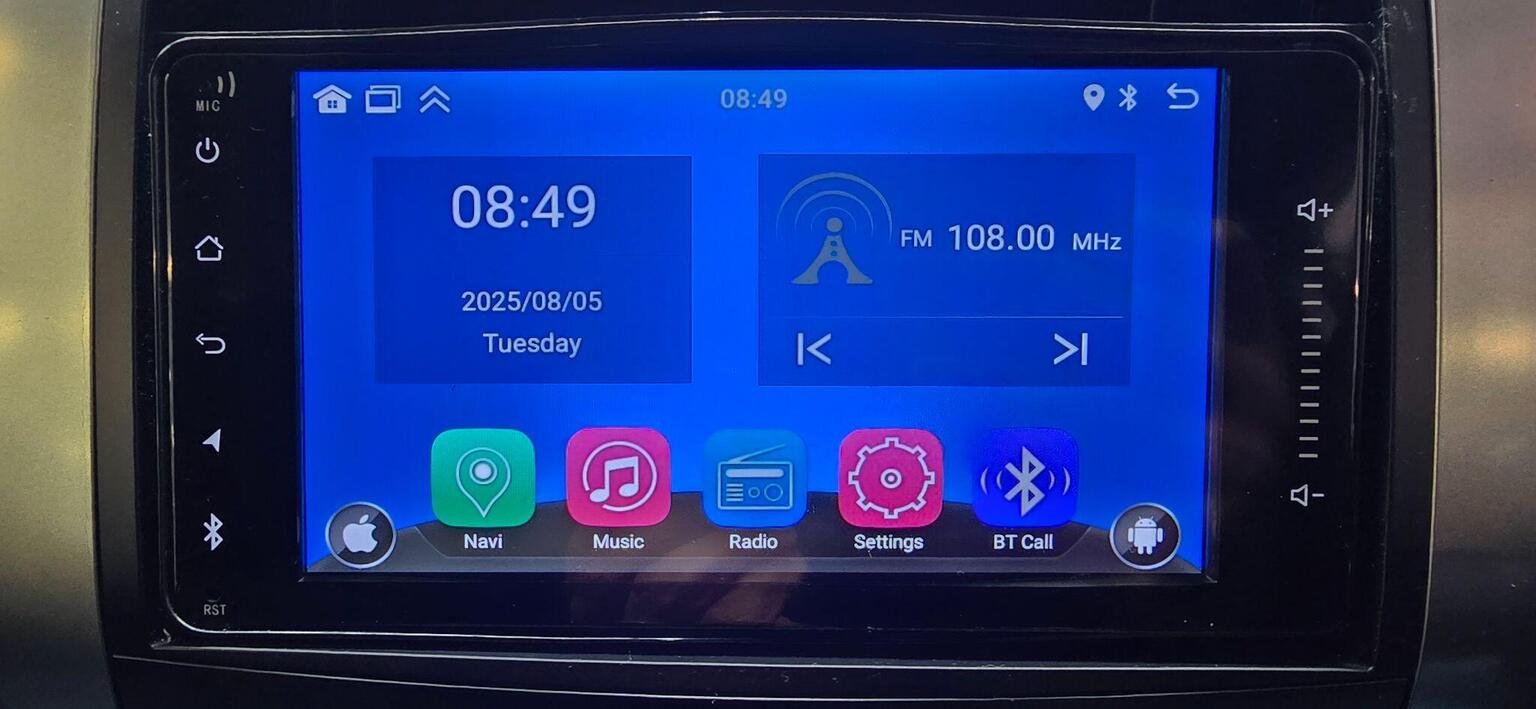 MIC
08:49
08:49
2025/08/05
Tuesday
FM 108.00 MHz
Navi
Music
Radio
Settings
BT Call
RST